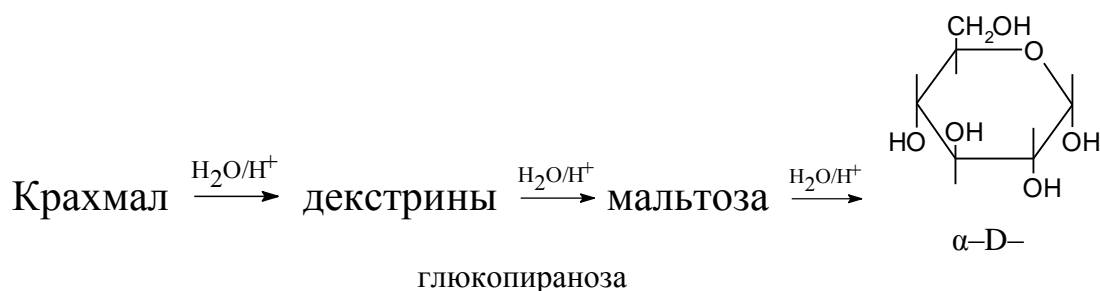 CH₂OH
O
HO OH OH
OH
H₂O/H⁺ H₂O/H⁺ H₂O/H⁺
Крахмал декстрины мальтоза
α–D–
глюкопираноза